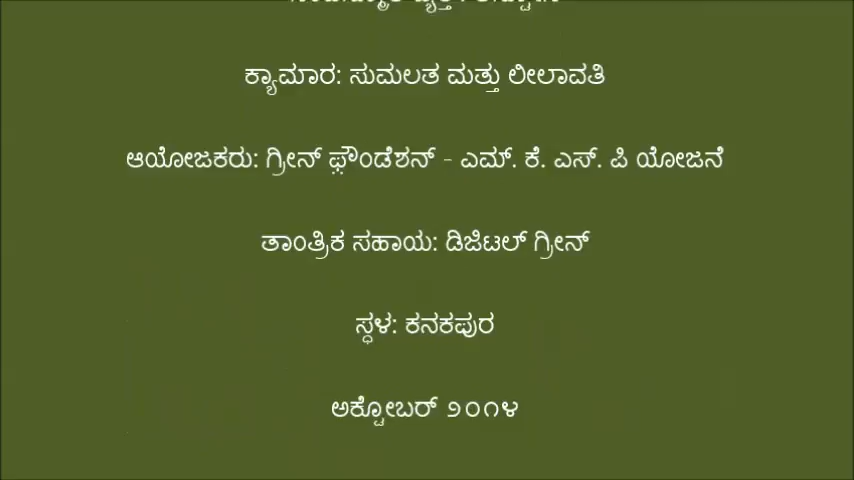 ಕ್ಯಾಮಾರ: ಸುಮಲತ ಮತ್ತು ಲೀಲಾವತಿ
ಆಯೋಜಕರು: ಗ್ರೀನ್ ಫ಼ೌಂಡೆಶನ್ - ಎಮ್. ಕೆ. ಎಸ್. ಪಿ ಯೋಜನೆ
ತಾಂತ್ರಿಕ ಸಹಾಯ: ಡಿಜಿಟಲ್ ಗ್ರೀನ್
ಸ್ಥಳ: ಕನಕಪುರ
ಅಕ್ಟೋಬರ್ ೨೦೧೪